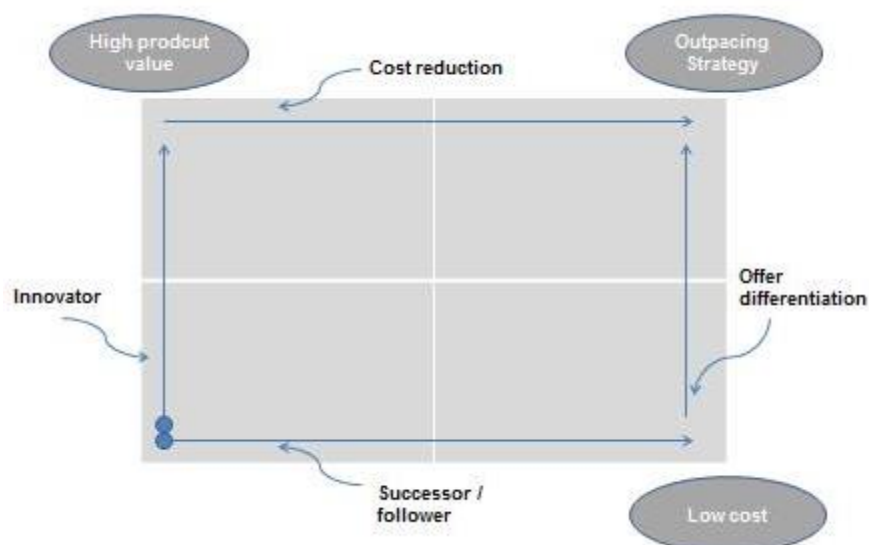 High prodcut
value
Outpacing
Strategy
Cost reduction
Innovator
Offer
differentiation
Successor /
follower
Low cost